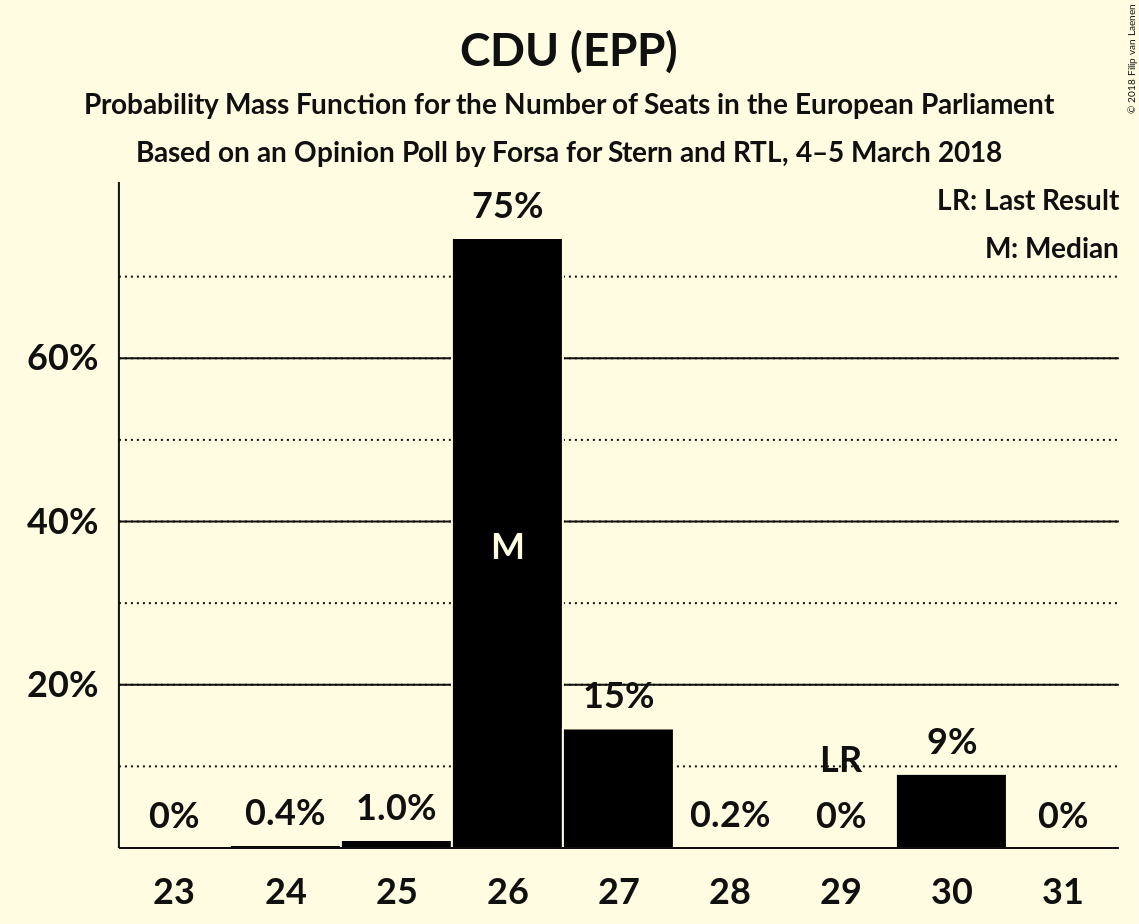 CDU (EPP)
Probability Mass Function for the Number of Seats in the European Parliament
Based on an Opinion Poll by Forsa for Stern and RTL, 4–5 March 2018
© 2018 Filip van Laenen
LR: Last Result
M: Median
60%
40%
20%
0%
0.4%
1.0%
75%
M
15%
0.2%
LR
0%
9%
0%
23 24 25 26 27 28 29 30 31